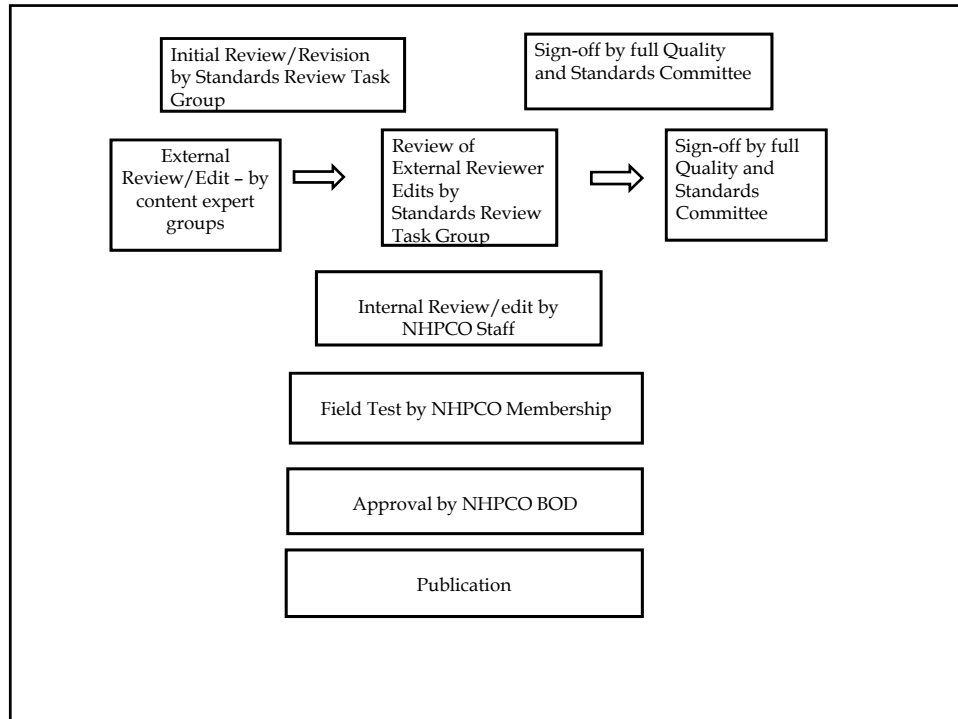 Initial Review/Revision
by Standards Review Task
Group
Sign-off by full Quality
and Standards Committee
External
Review/Edit – by
content expert
groups
Review of
External Reviewer
Edits by
Standards Review
Task Group
Sign-off by full
Quality and
Standards
Committee
Internal Review/edit by
NHPCO Staff
Field Test by NHPCO Membership
Approval by NHPCO BOD
Publication